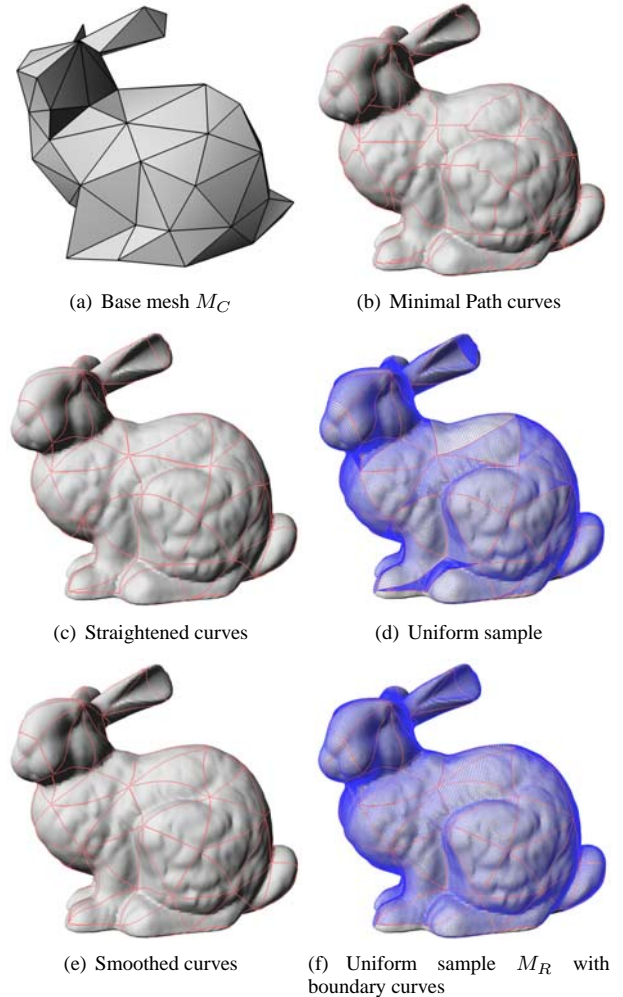 (a) Base mesh M_C
(b) Minimal Path curves
(c) Straightened curves
(d) Uniform sample
(e) Smoothed curves
(f) Uniform sample M_R with
boundary curves